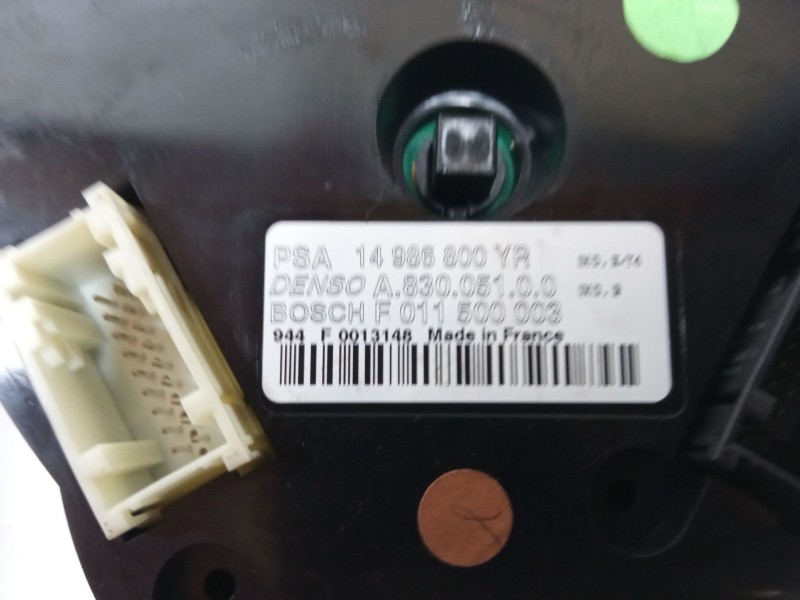 PSA 14 986 800 YR
DENSO A.830.051.0.0
BOSCH F 011 500 003
944 F 0013148 Made in France